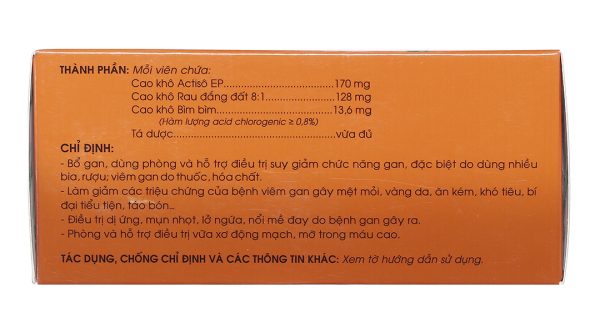 THÀNH PHẦN: Mỗi viên chứa:
Cao khô Actisô EP....................................170 mg
Cao khô Rau đắng đất 8:1.......................128 mg
Cao khô Bìm bìm.....................................13,6 mg
(Hàm lượng acid chlorogenic ≥ 0,8%)
Tá dược....................................................vừa đủ
CHỈ ĐỊNH:
- Bổ gan, dùng phòng và hỗ trợ điều trị suy giảm chức năng gan, đặc biệt do dùng nhiều
bia, rượu; viêm gan do thuốc, hóa chất.
- Làm giảm các triệu chứng của bệnh viêm gan gây mệt mỏi, vàng da, ăn kém, khó tiêu, bí
đại tiểu tiện, táo bón...
- Điều trị dị ứng, mụn nhọt, lở ngứa, nổi mề đay do bệnh gan gây ra.
- Phòng và hỗ trợ điều trị vữa xơ động mạch, mỡ trong máu cao.
TÁC DỤNG, CHỐNG CHỈ ĐỊNH VÀ CÁC THÔNG TIN KHÁC: Xem tờ hướng dẫn sử dụng.